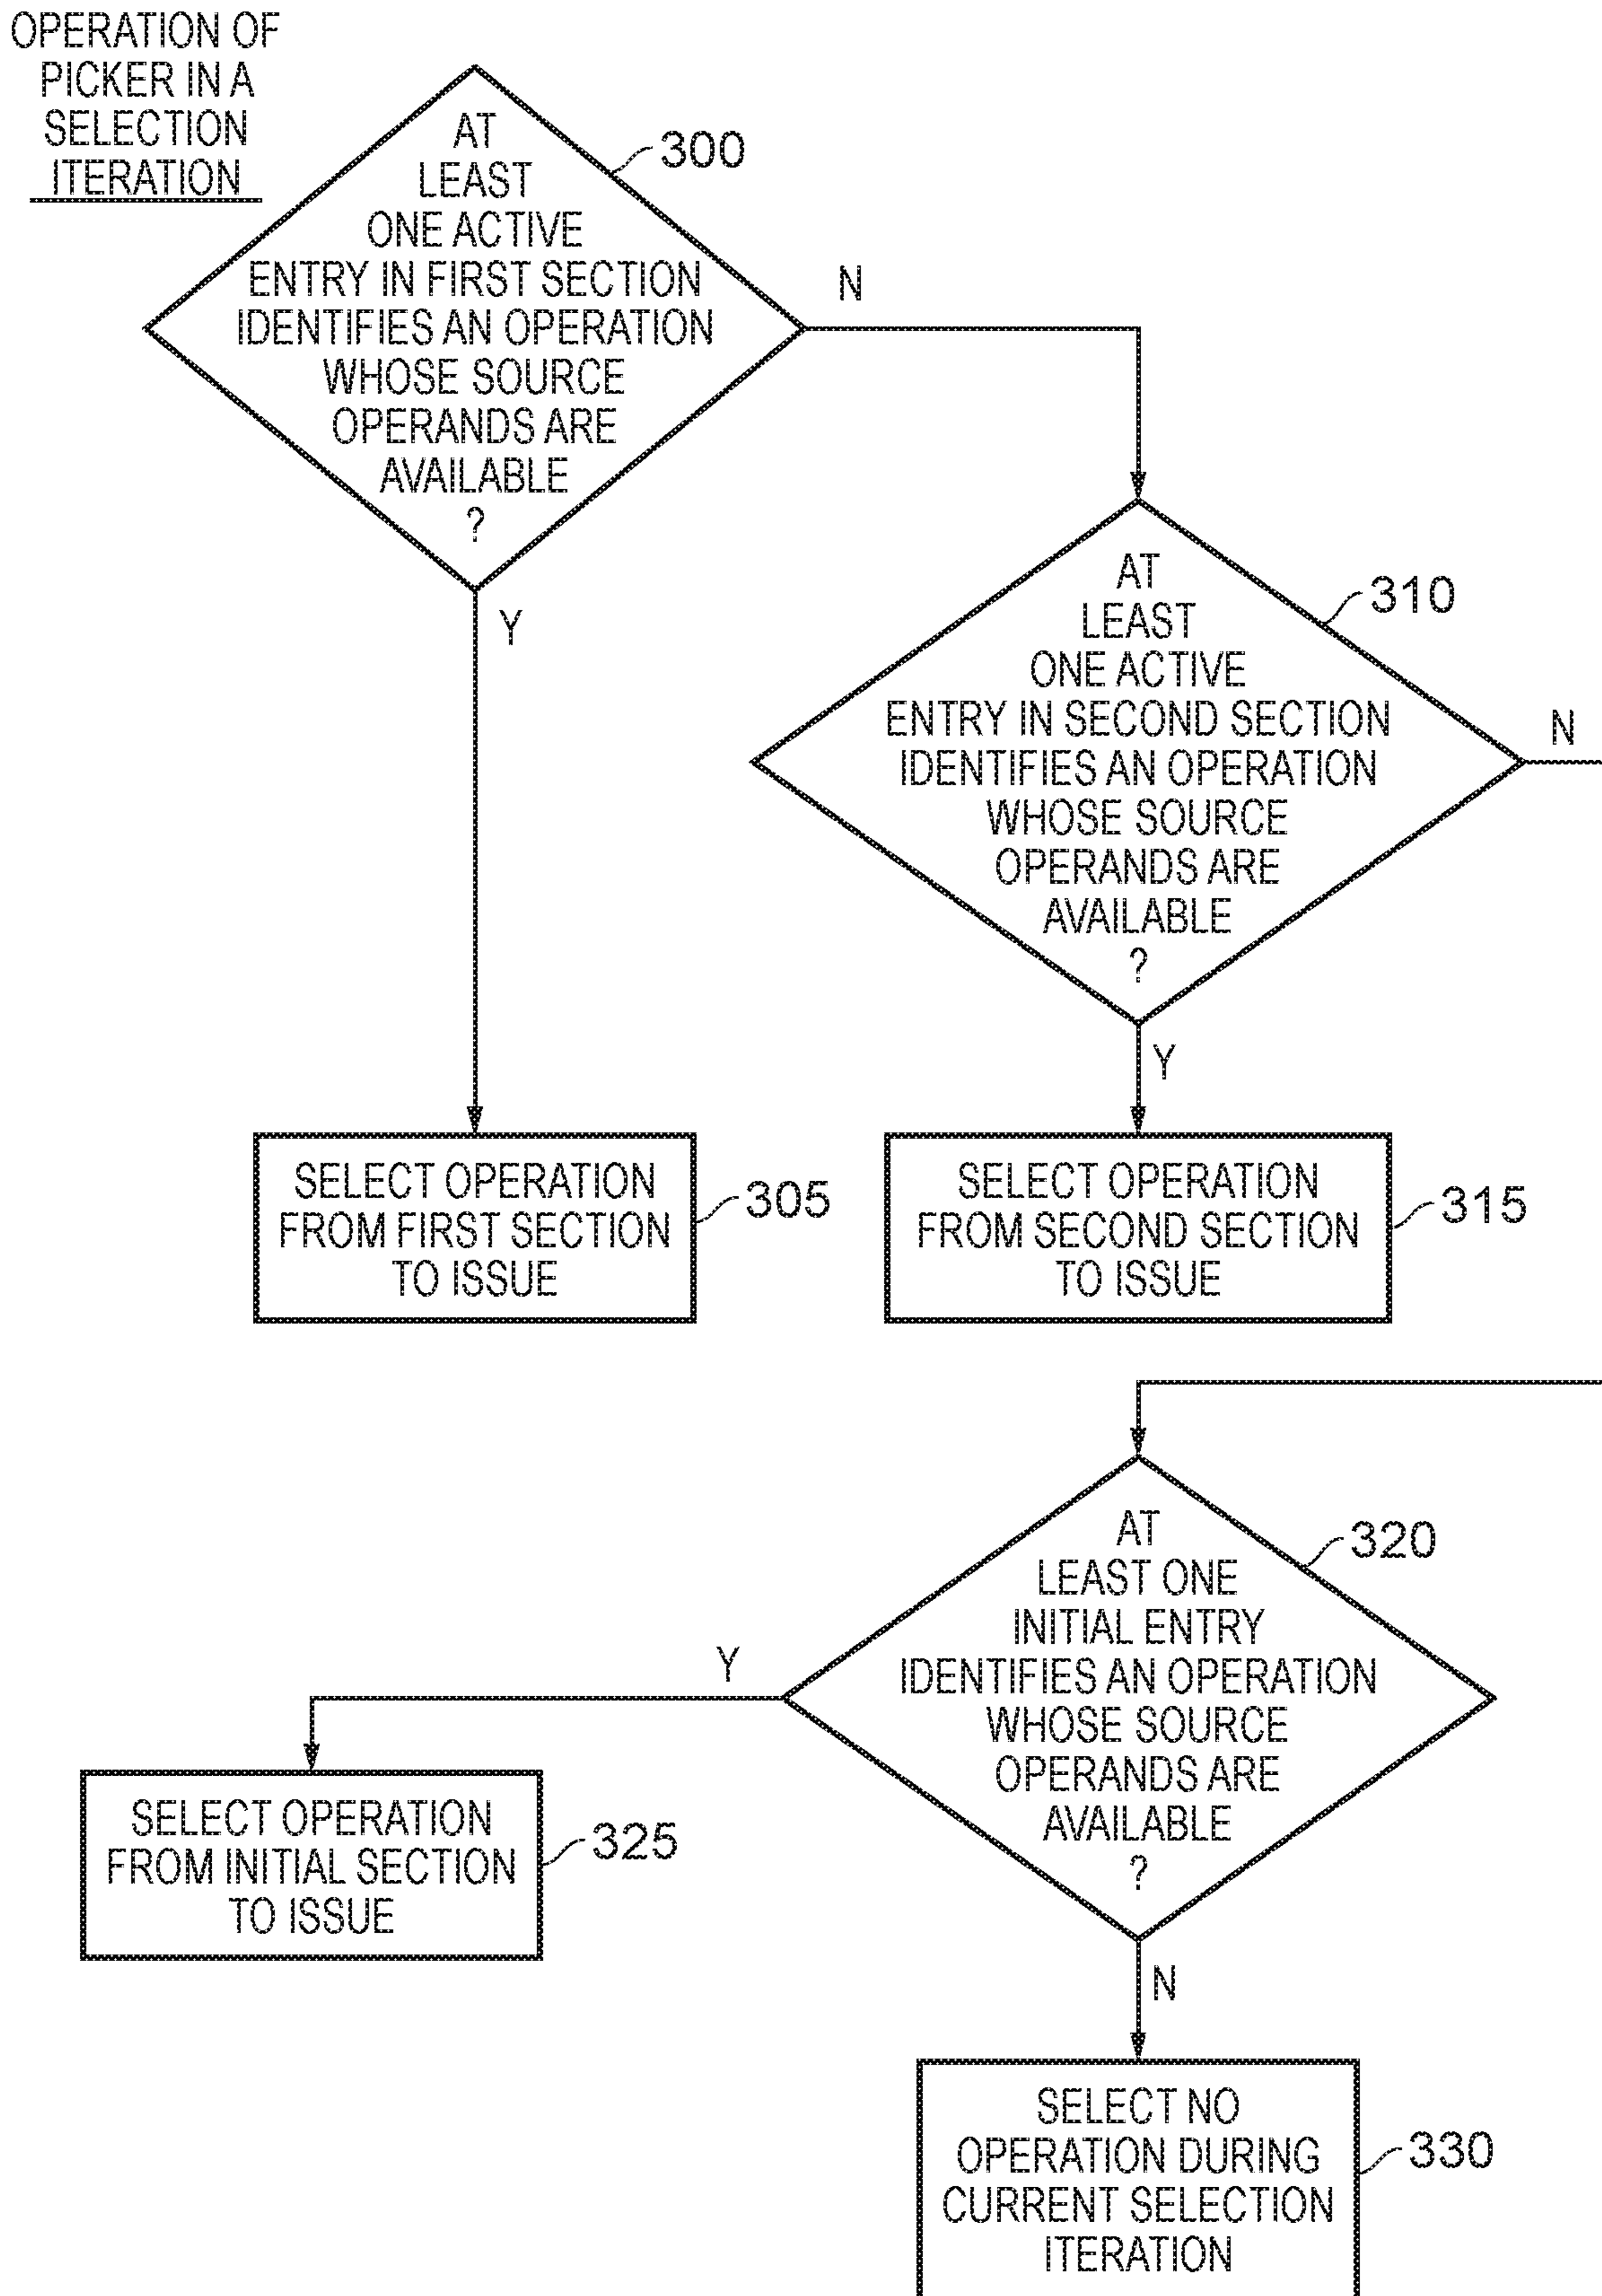 OPERATION OF
PICKER IN A
SELECTION
ITERATION
AT
LEAST
ONE ACTIVE
ENTRY IN FIRST SECTION
IDENTIFIES AN OPERATION
WHOSE SOURCE
OPERANDS ARE
AVAILABLE
?
300
N
Y
AT
LEAST
ONE ACTIVE
ENTRY IN SECOND SECTION
IDENTIFIES AN OPERATION
WHOSE SOURCE
OPERANDS ARE
AVAILABLE
?
310
N
Y
SELECT OPERATION
FROM FIRST SECTION
TO ISSUE
305
SELECT OPERATION
FROM SECOND SECTION
TO ISSUE
315
AT
LEAST ONE
INITIAL ENTRY
IDENTIFIES AN OPERATION
WHOSE SOURCE
OPERANDS ARE
AVAILABLE
?
320
Y
N
SELECT OPERATION
FROM INITIAL SECTION
TO ISSUE
325
SELECT NO
OPERATION DURING
CURRENT SELECTION
ITERATION
330